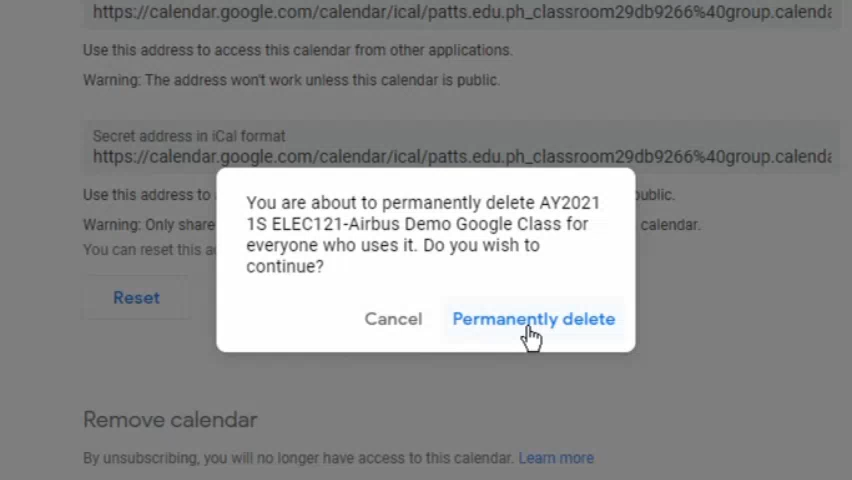 https://calendar.google.com/calendar/ical/patts.edu.ph_classroom29db9266%40group.calenda
Use this address to access this calendar from other applications.
Warning: The address won't work unless this calendar is public.
Secret address in iCal format
https://calendar.google.com/calendar/ical/patts.edu.ph_classroom29db9266%40group.calenda
Use this address to public.
Warning: Only share calendar.
You can reset this
You are about to permanently delete AY2021
1S ELEC121-Airbus Demo Google Class for
everyone who uses it. Do you wish to
continue?
Reset
Cancel Permanently delete
Remove calendar
By unsubscribing, you will no longer have access to this calendar. Learn more